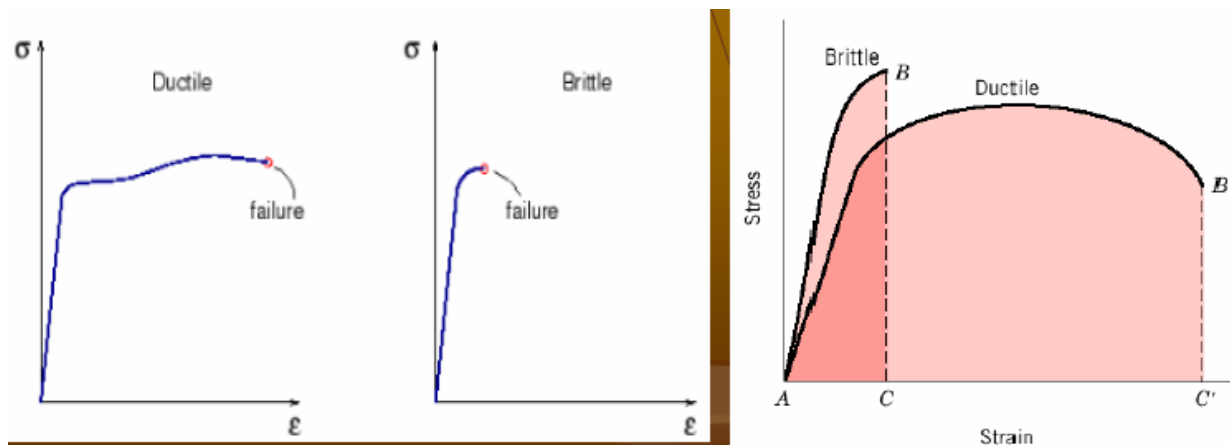 σ
Ductile
failure
ε
σ
Brittle
failure
ε
Brittle
B
Ductile
B
Stress
A
C
C'
Strain